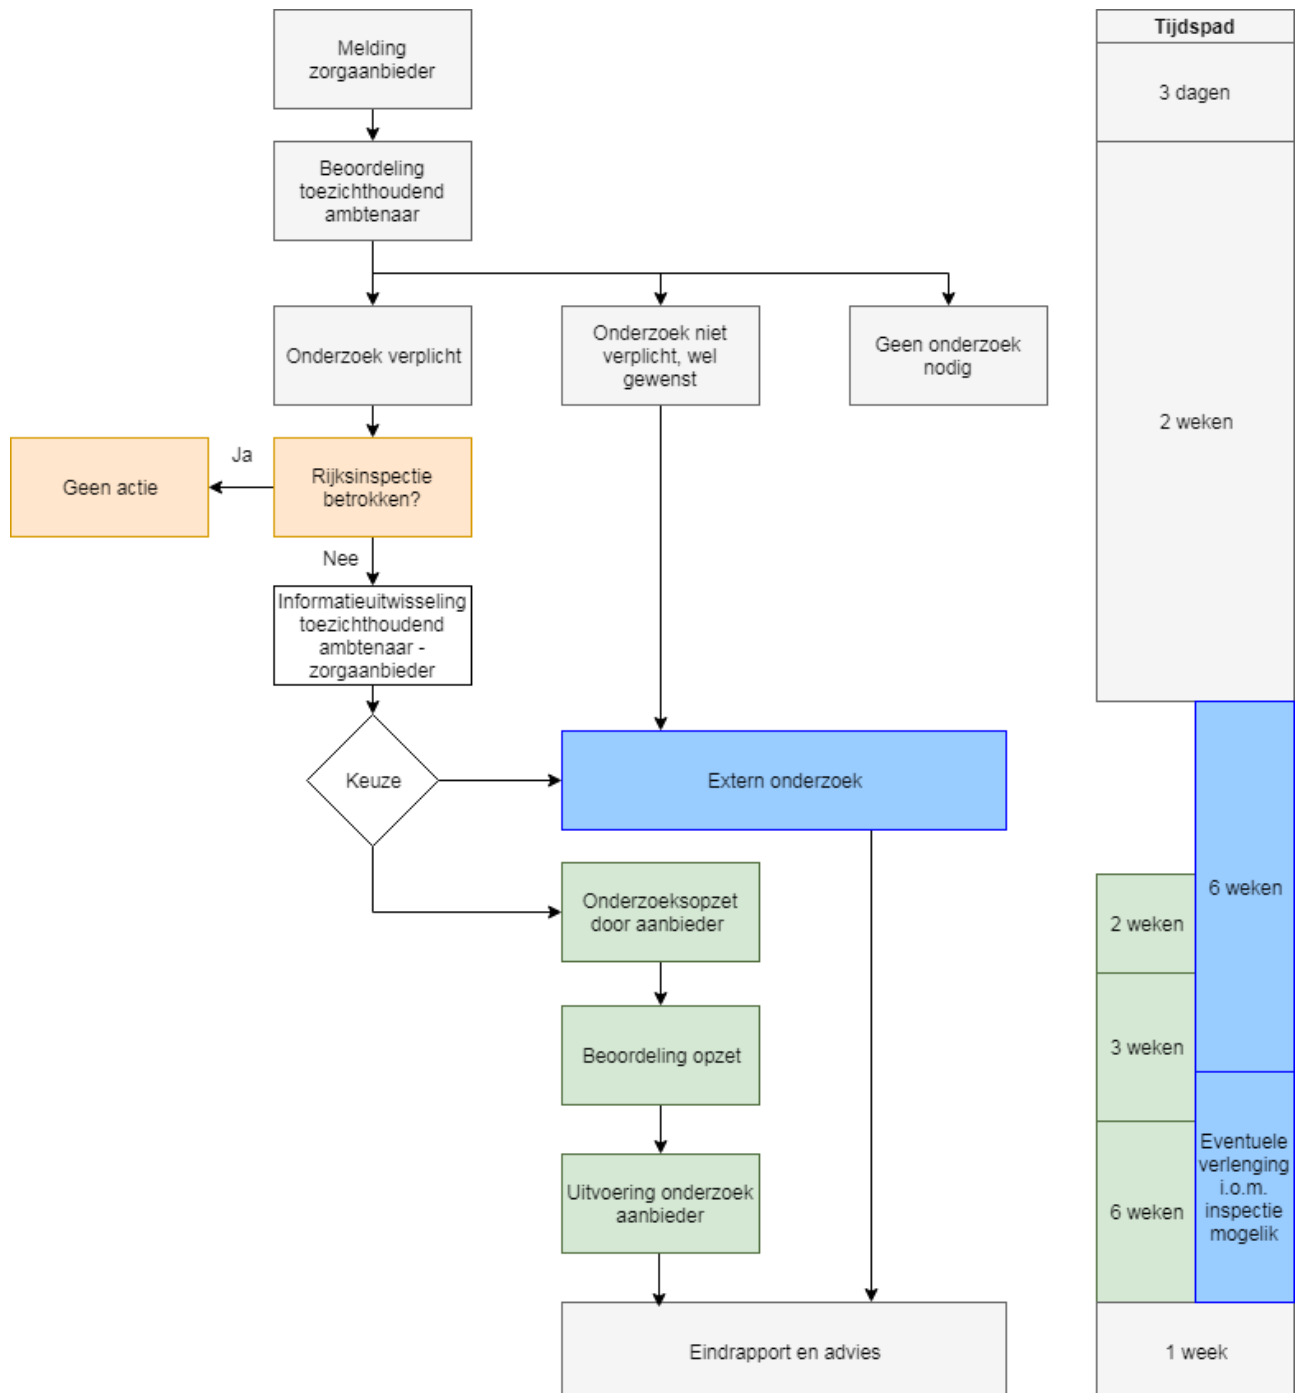 Tijdspad
Melding
zorgaanbieder
3 dagen
Beoordeling
toezichthoudend
ambtenaar
Onderzoek verplicht
Onderzoek niet
verplicht, wel
gewenst
Geen onderzoek
nodig
2 weken
Ja
Geen actie
Rijksinspectie
betrokken?
Nee
Informatieuitwisseling
toezichthoudend
ambtenaar -
zorgaanbieder
Keuze
Extern onderzoek
6 weken
Onderzoeksopzet
door aanbieder
2 weken
Beoordeling opzet
3 weken
Uitvoering onderzoek
aanbieder
6 weken
Eventuele
verlenging
i.o.m.
inspectie
mogelik
Eindrapport en advies
1 week